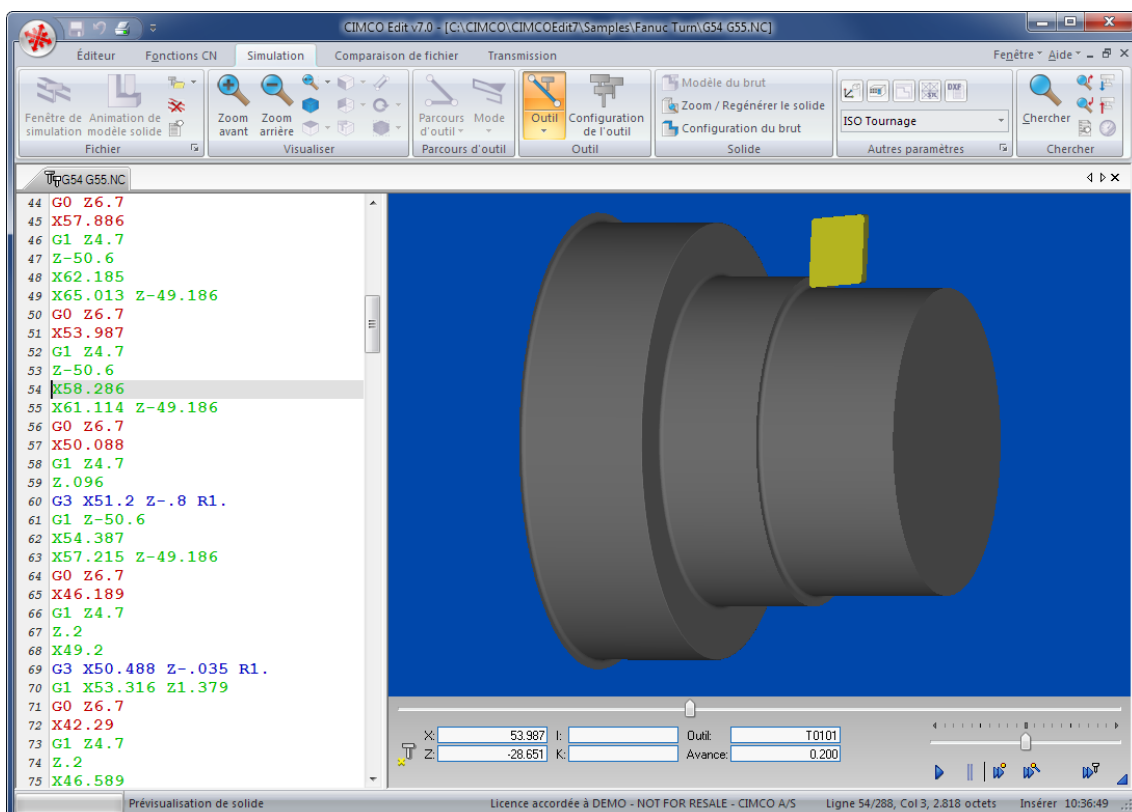 CIMCO Edit v7.0 - [C:\CIMCO\CIMCOEdit7\Samples\Fanuc Turn\G54 G55.NC]
Éditeur Fonctions CN Simulation Comparaison de fichier Transmission Fenêtre Aide
Fenêtre de simulation
Animation de modèle solide
Fichier
Zoom avant
Zoom arrière
Visualiser
Parcours d'outil
Mode
Parcours d'outil
Outil
Configuration de l'outil
Outil
Modèle du brut
Zoom / Regénérer le solide
Configuration du brut
Solide
DXF
ISO Tournage
Autres paramètres
Chercher
Chercher
G54 G55.NC
44 G0 Z6.7
45 X57.886
46 G1 Z4.7
47 Z-50.6
48 X62.185
49 X65.013 Z-49.186
50 G0 Z6.7
51 X53.987
52 G1 Z4.7
53 Z-50.6
54 X58.286
55 X61.114 Z-49.186
56 G0 Z6.7
57 X50.088
58 G1 Z4.7
59 Z.096
60 G3 X51.2 Z-.8 R1.
61 G1 Z-50.6
62 X54.387
63 X57.215 Z-49.186
64 G0 Z6.7
65 X46.189
66 G1 Z4.7
67 Z.2
68 X49.2
69 G3 X50.488 Z-.035 R1.
70 G1 X53.316 Z1.379
71 G0 Z6.7
72 X42.29
73 G1 Z4.7
74 Z.2
75 X46.589
X: 53.987 I: Outil: T0101
Z: -28.651 K: Avance: 0.200
Prévisualisation de solide Licence accordée à DEMO - NOT FOR RESALE - CIMCO A/S Ligne 54/288, Col 3, 2.818 octets Insérer 10:36:49